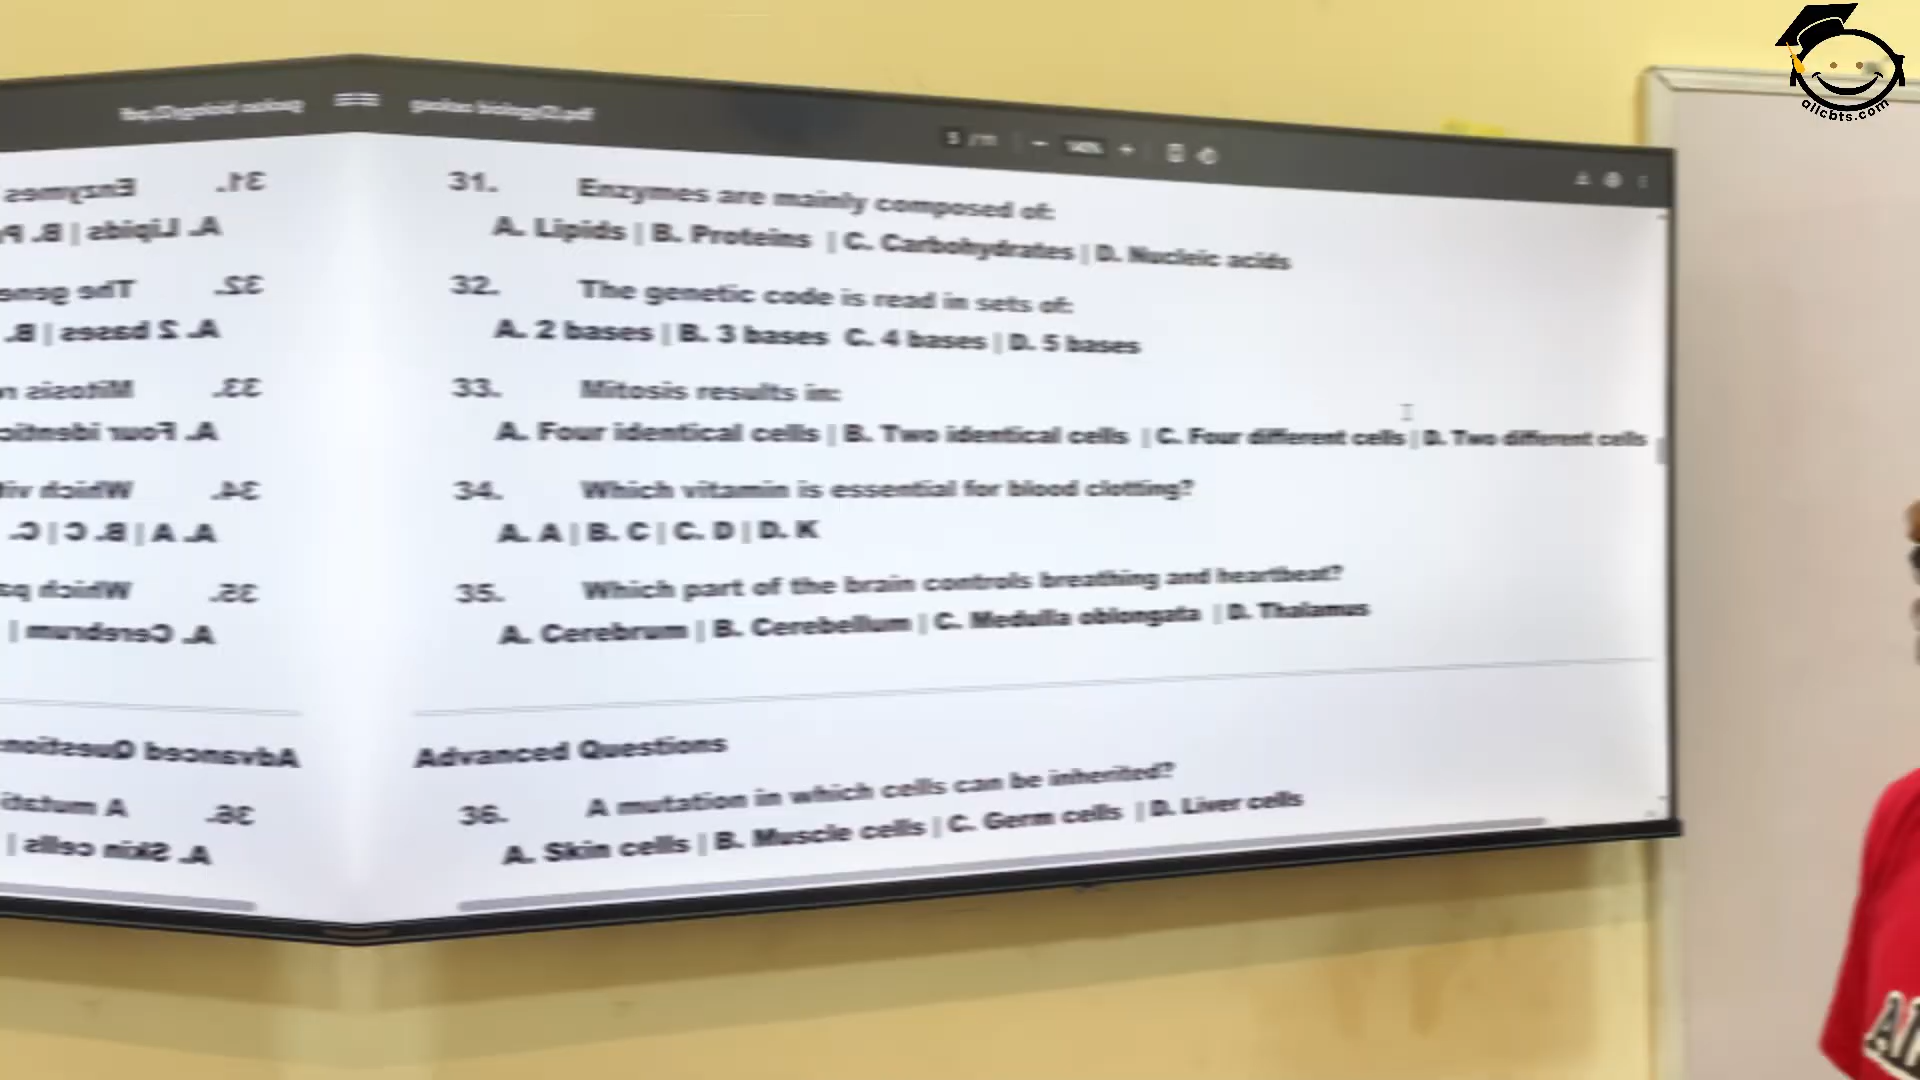 allcbts.com
5 / 11
31. Enzymes are mainly composed of:
A. Lipids | B. Proteins | C. Carbohydrates | D. Nucleic acids
32. The genetic code is read in sets of:
A. 2 bases | B. 3 bases C. 4 bases | D. 5 bases
33. Mitosis results in:
A. Four identical cells | B. Two identical cells | C. Four different cells | D. Two different cells
34. Which vitamin is essential for blood clotting?
A. A | B. C | C. D | D. K
35. Which part of the brain controls breathing and heartbeat?
A. Cerebrum | B. Cerebellum | C. Medulla oblongata | D. Thalamus
Advanced Questions
36. A mutation in which cells can be inherited?
A. Skin cells | B. Muscle cells | C. Germ cells | D. Liver cells